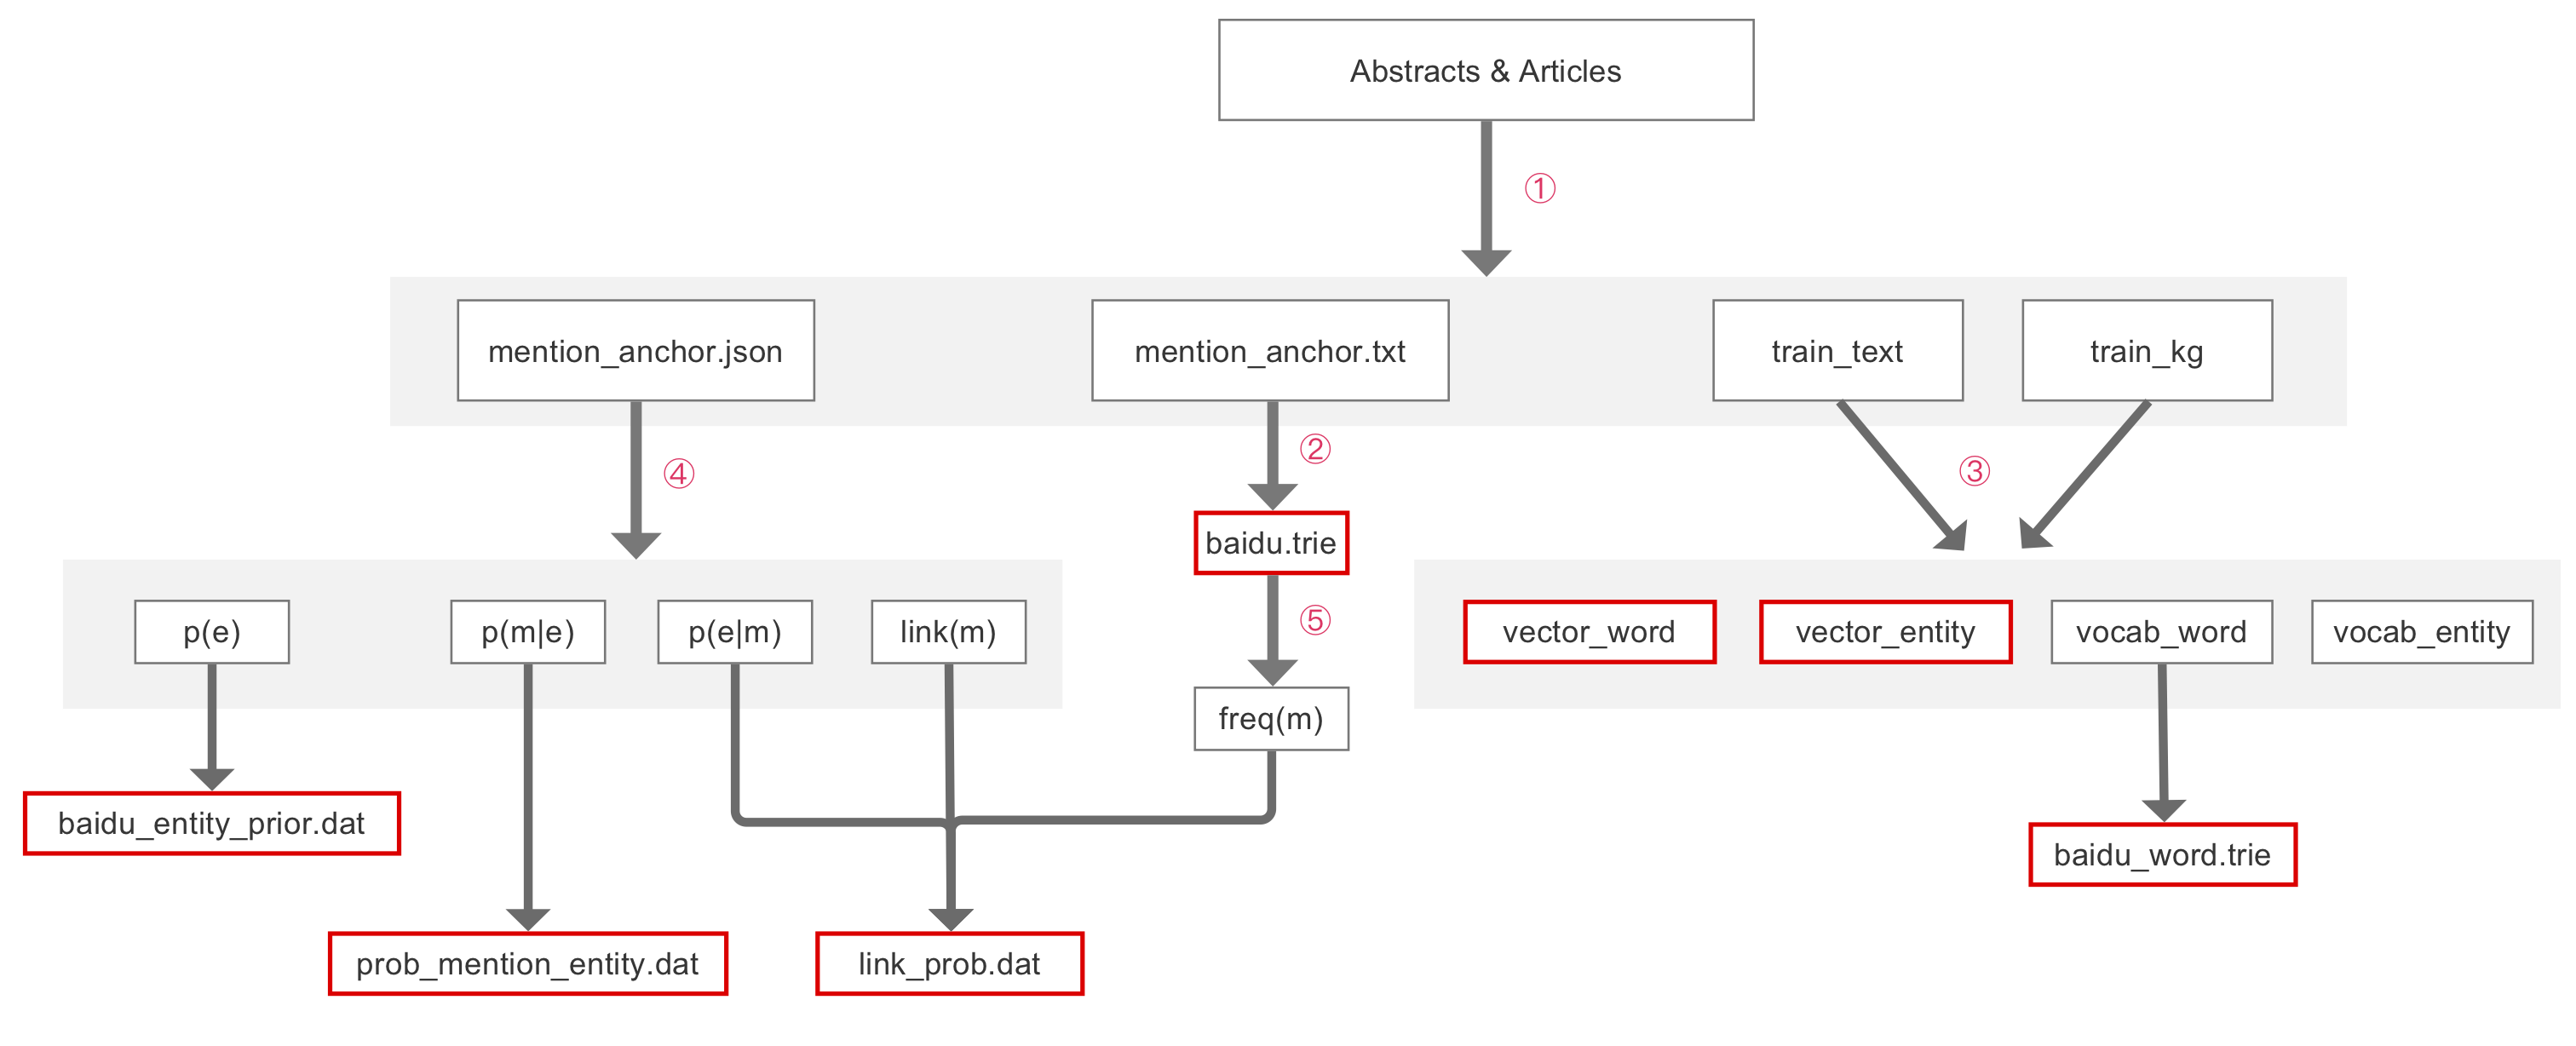 Abstracts & Articles
①
mention_anchor.json
mention_anchor.txt
train_text
train_kg
④
②
③
baidu.trie
p(e)
p(m|e)
p(e|m)
link(m)
⑤
vector_word
vector_entity
vocab_word
vocab_entity
freq(m)
baidu_entity_prior.dat
baidu_word.trie
prob_mention_entity.dat
link_prob.dat